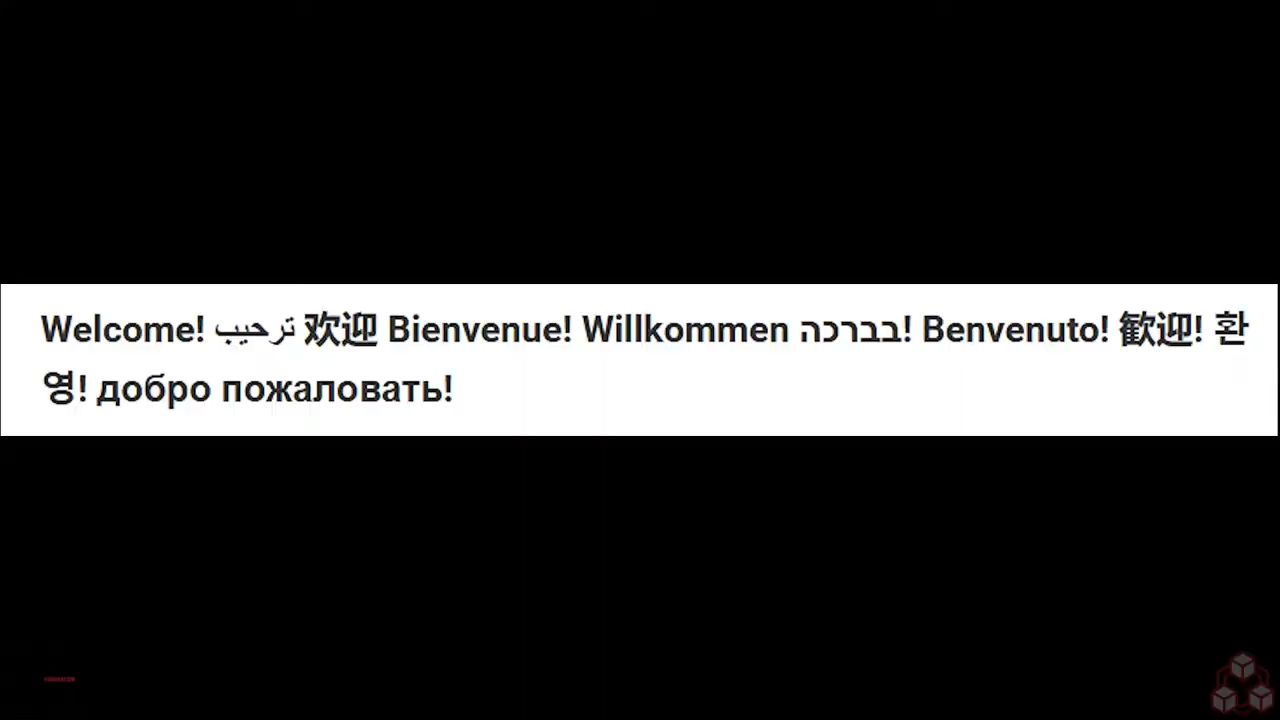 Welcome! ترحيب 欢迎 Bienvenue! Willkommen בברכה! Benvenuto! 歡迎! 환
영! добро пожаловать!